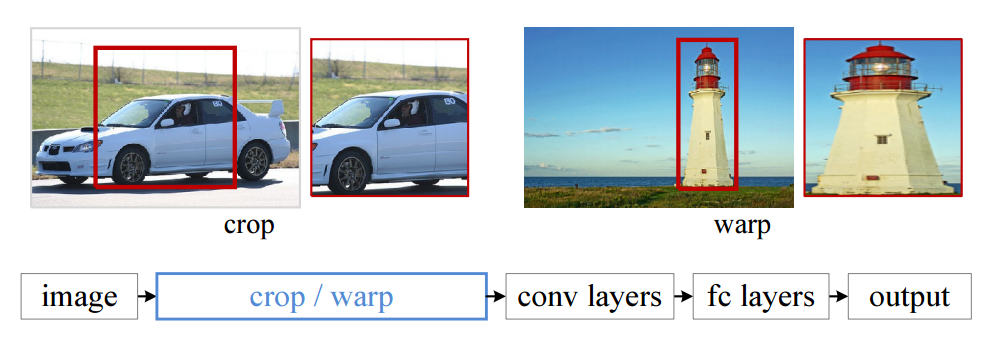 crop
warp
image
crop / warp
conv layers
fc layers
output